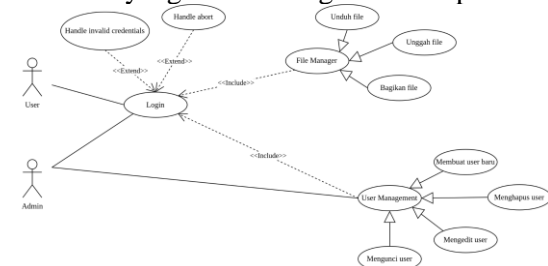 Handle abort
Unduh file
Handle invalid credentials
Unggah file
<<Extend>>
<<Extend>>
File Manager
<<Include>>
Bagikan file
User
Login
<<Include>>
Membuat user baru
Admin
User Management
Menghapus user
Mengedit user
Mengunci user